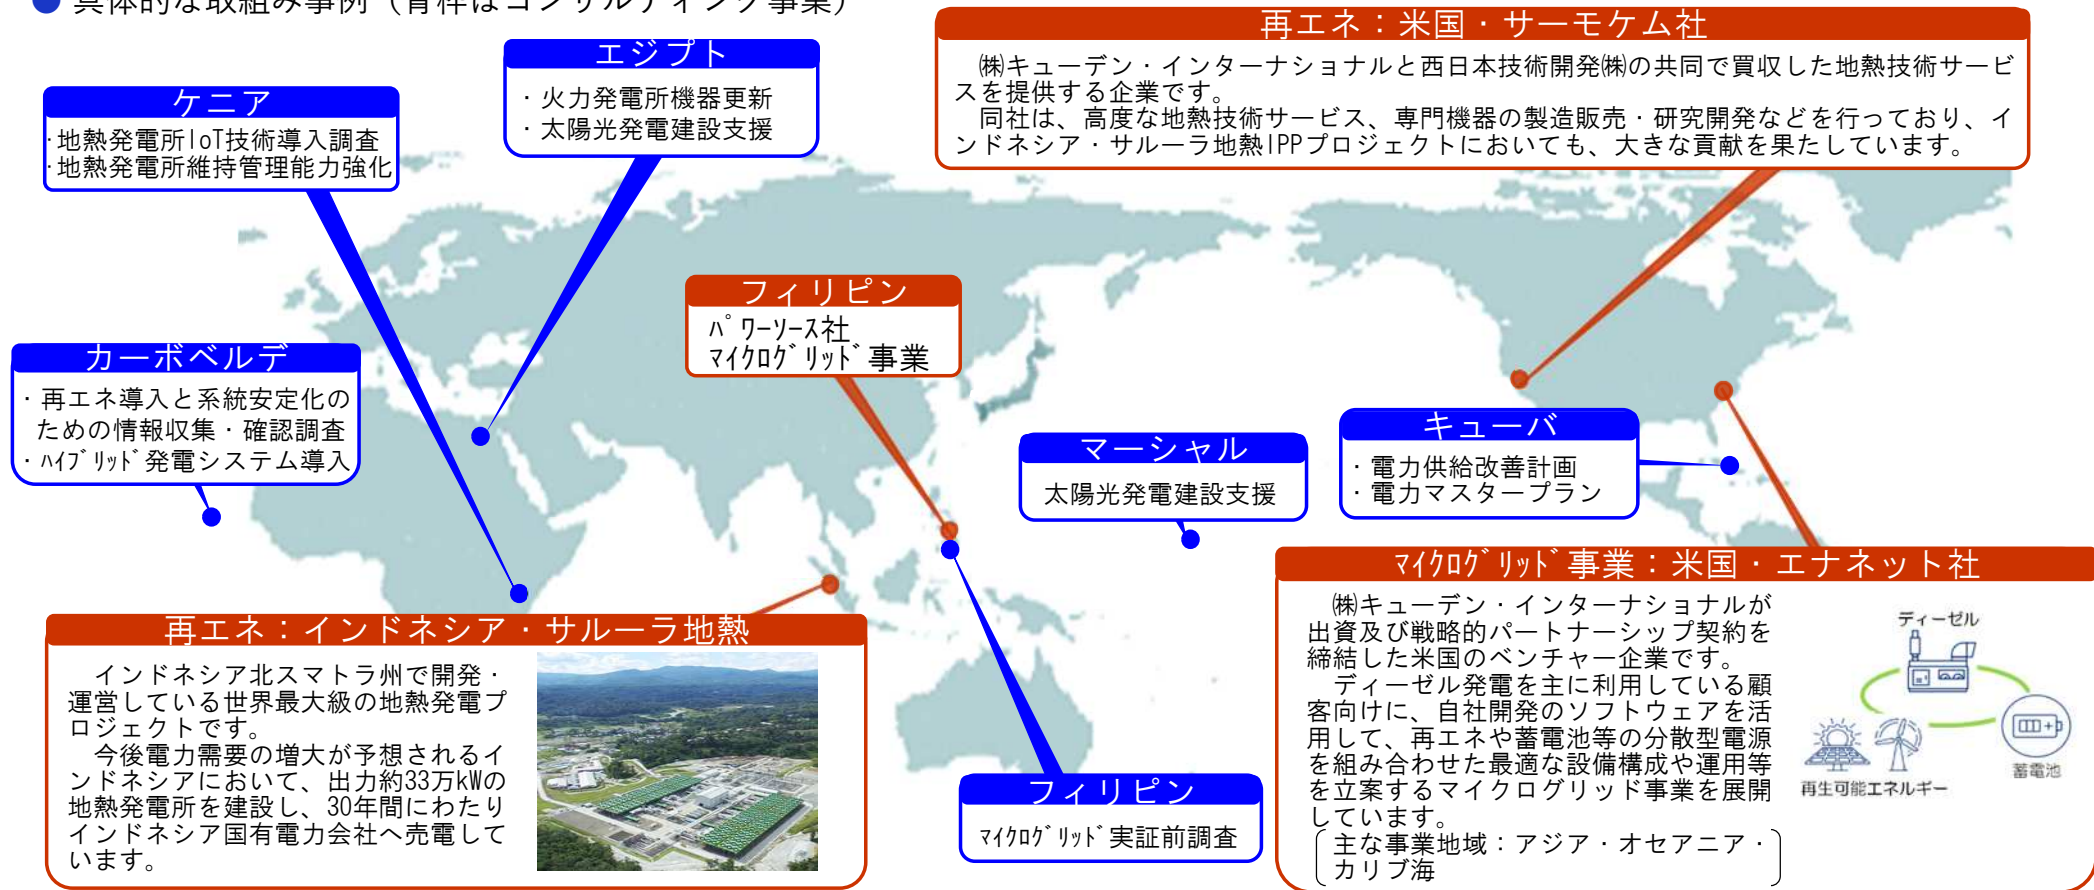 ● 具体的な取組み事例（青枠はコンサルティング事業）
再エネ：米国・サーモケム社
㈱キューデン・インターナショナルと西日本技術開発㈱の共同で買収した地熱技術サービ
スを提供する企業です。
同社は、高度な地熱技術サービス、専門機器の製造販売・研究開発などを行っており、イ
ンドネシア・サルーラ地熱IPPプロジェクトにおいても、大きな貢献を果たしています。
エジプト
・火力発電所機器更新
・太陽光発電建設支援
ケニア
・地熱発電所IoT技術導入調査
・地熱発電所維持管理能力強化
フィリピン
ﾊﾟﾜｰｿｰｽ社
ﾏｲｸﾛｸﾞﾘｯﾄﾞ事業
カーボベルデ
・再エネ導入と系統安定化の
ための情報収集・確認調査
・ﾊｲﾌﾞﾘｯﾄﾞ発電システム導入
マーシャル
太陽光発電建設支援
キューバ
・電力供給改善計画
・電力マスタープラン
再エネ：インドネシア・サルーラ地熱
インドネシア北スマトラ州で開発・
運営している世界最大級の地熱発電プ
ロジェクトです。
今後電力需要の増大が予想されるイ
ンドネシアにおいて、出力約33万kWの
地熱発電所を建設し、30年間にわたり
インドネシア国有電力会社へ売電して
います。
フィリピン
ﾏｲｸﾛｸﾞﾘｯﾄﾞ実証前調査
ﾏｲｸﾛｸﾞﾘｯﾄﾞ事業：米国・エナネット社
㈱キューデン・インターナショナルが
出資及び戦略的パートナーシップ契約を
締結した米国のベンチャー企業です。
ディーゼル発電を主に利用している顧
客向けに、自社開発のソフトウェアを活
用して、再エネや蓄電池等の分散型電源
を組み合わせた最適な設備構成や運用等
を立案するマイクログリッド事業を展開
しています。
主な事業地域：アジア・オセアニア・
カリブ海
ディーゼル
蓄電池
再生可能エネルギー